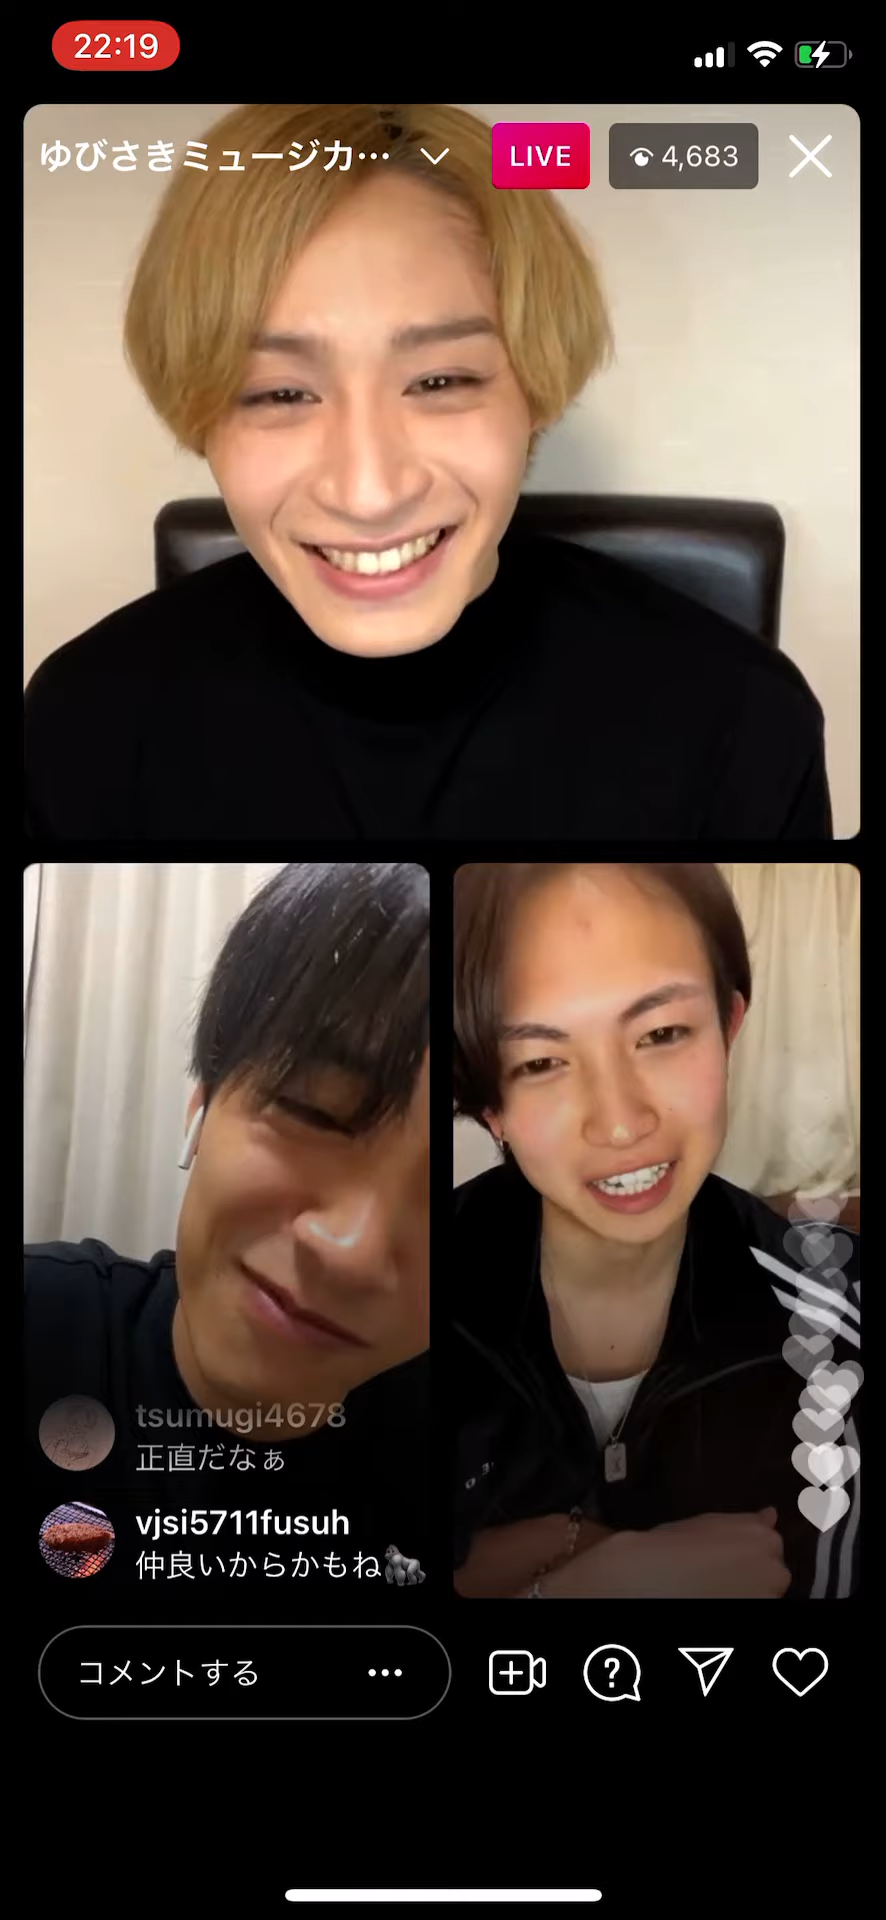 22:19
ゆびさきミュージカ…
LIVE
4,683
tsumugi4678
正直だなぁ
vjsi5711fusuh
仲良いからかもね🦍
コメントする